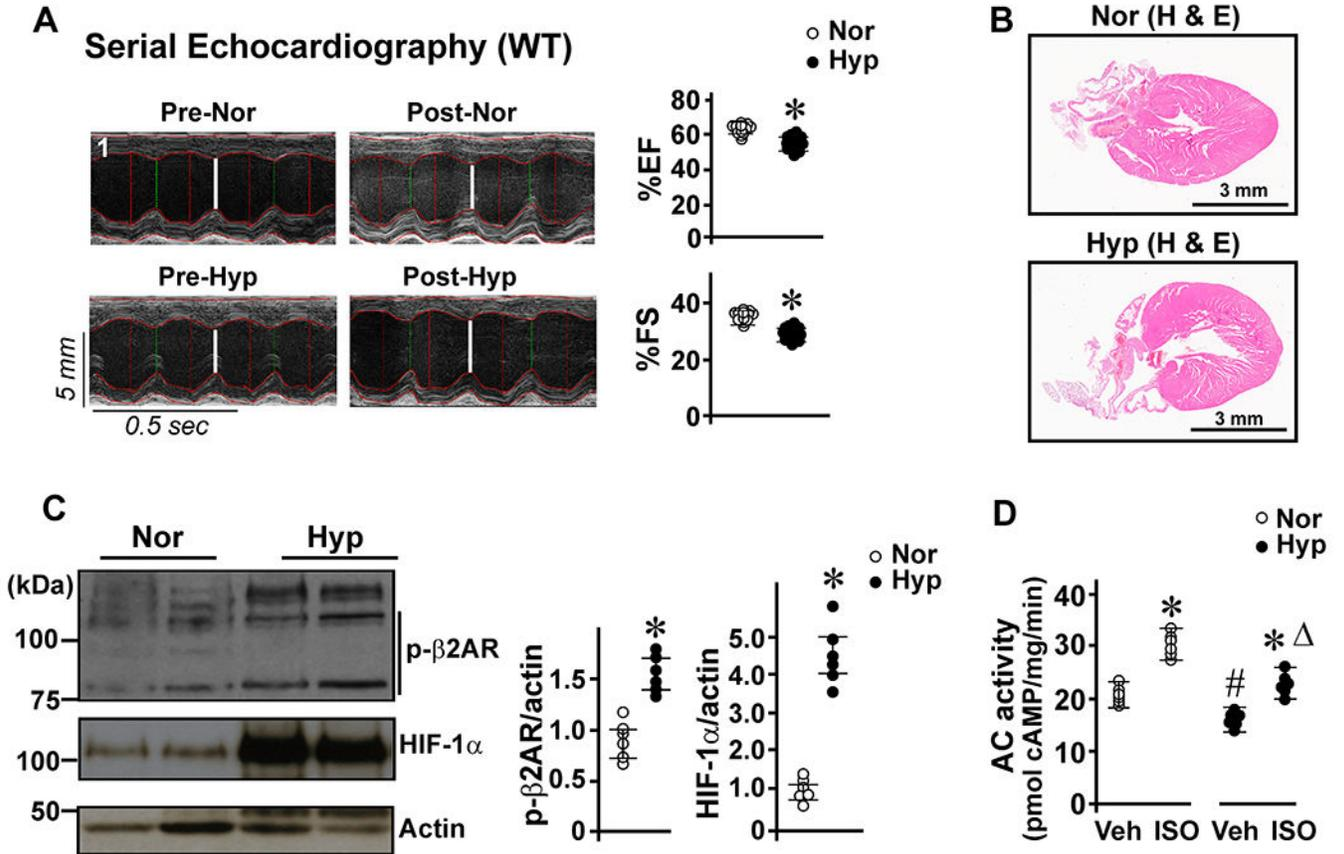 A
Serial Echocardiography (WT)
Nor
Hyp
Pre-Nor
Post-Nor
1
Pre-Hyp
Post-Hyp
5 mm
0.5 sec
%EF
80
60
40
20
0
*
%FS
40
20
0
*
B
Nor (H & E)
3 mm
Hyp (H & E)
3 mm
C
Nor
Hyp
(kDa)
100
75
p-β2AR
100
HIF-1α
50
Actin
Nor
Hyp
p-β2AR/actin
1.5
1.0
0.5
0
*
HIF-1α/actin
5.0
4.0
3.0
2.0
1.0
0
*
D
Nor
Hyp
AC activity
(pmol cAMP/mg/min)
40
30
20
10
0
*
#
* Δ
Veh ISO Veh ISO